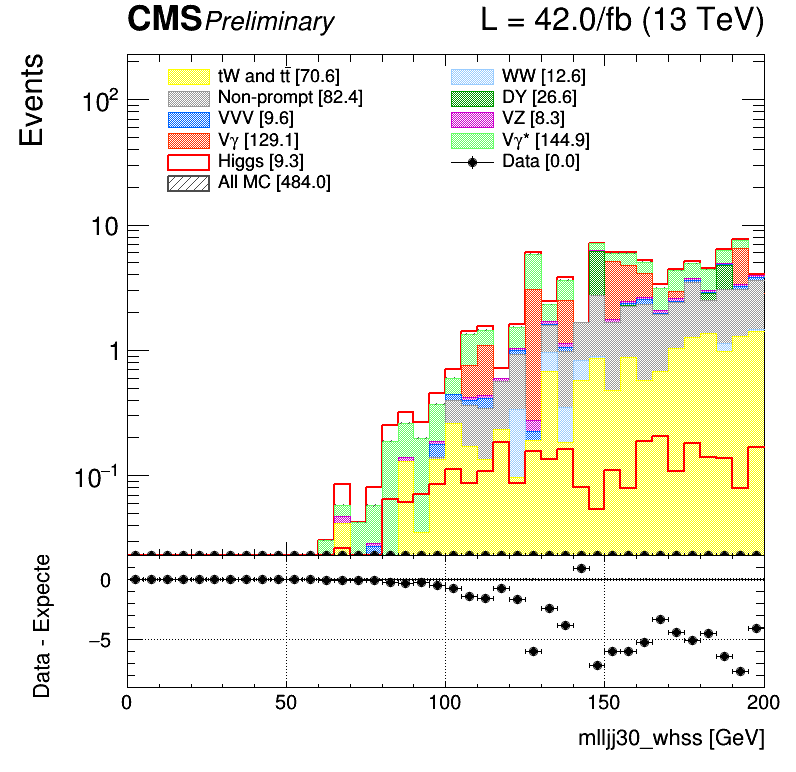 CMS Preliminary L = 42.0/fb (13 TeV)
Events
tW and tt̄ [70.6] WW [12.6]
Non-prompt [82.4] DY [26.6]
VVV [9.6] VZ [8.3]
Vγ [129.1] Vγ* [144.9]
Higgs [9.3] Data [0.0]
All MC [484.0]
10²
10
1
10⁻¹
Data - Expecte
0
−5
0 50 100 150 200
mlljj30_whss [GeV]